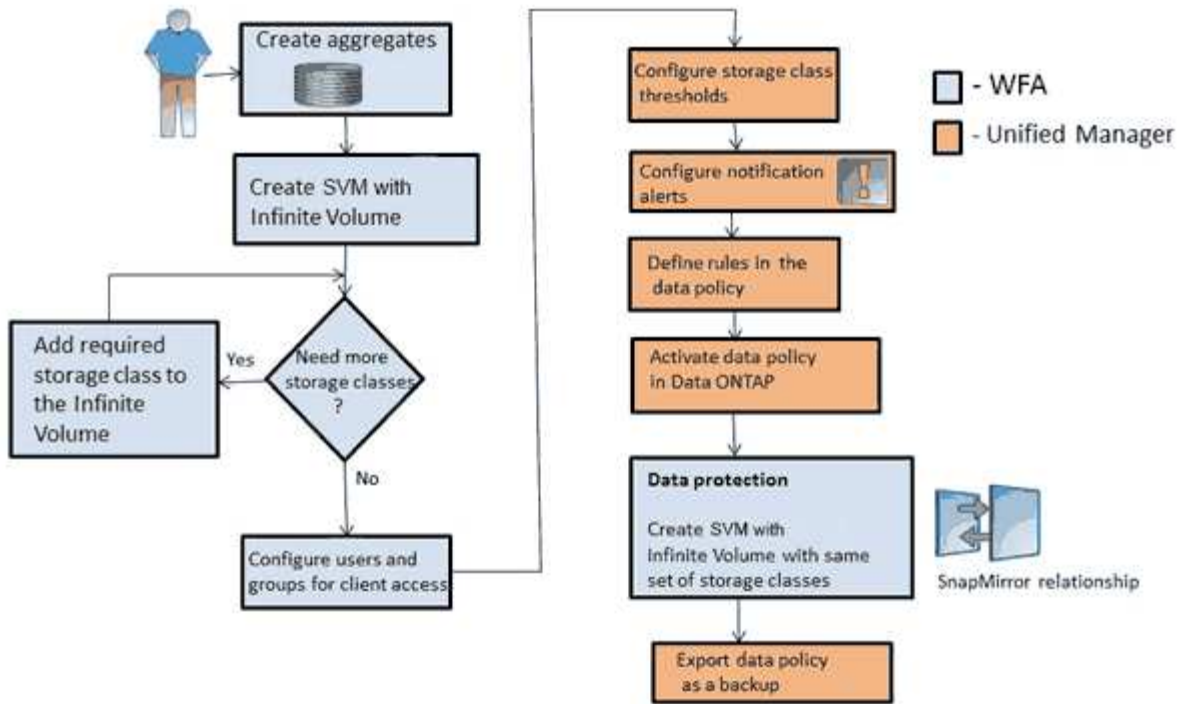 Create aggregates
Create SVM with
Infinite Volume
Add required
storage class to
the Infinite
Volume
Yes
Need more
storage classes
?
No
Configure users and
groups for client access
Configure storage class
thresholds
Configure notification
alerts
Define rules in the
data policy
Activate data policy
in Data ONTAP
Data protection
Create SVM with
Infinite Volume with same
set of storage classes
SnapMirror relationship
Export data policy
as a backup
- WFA
- Unified Manager